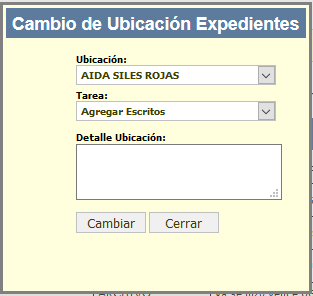 Cambio de Ubicación Expedientes
Ubicación:
AIDA SILES ROJAS
Tarea:
Agregar Escritos
Detalle Ubicación:
Cambiar Cerrar